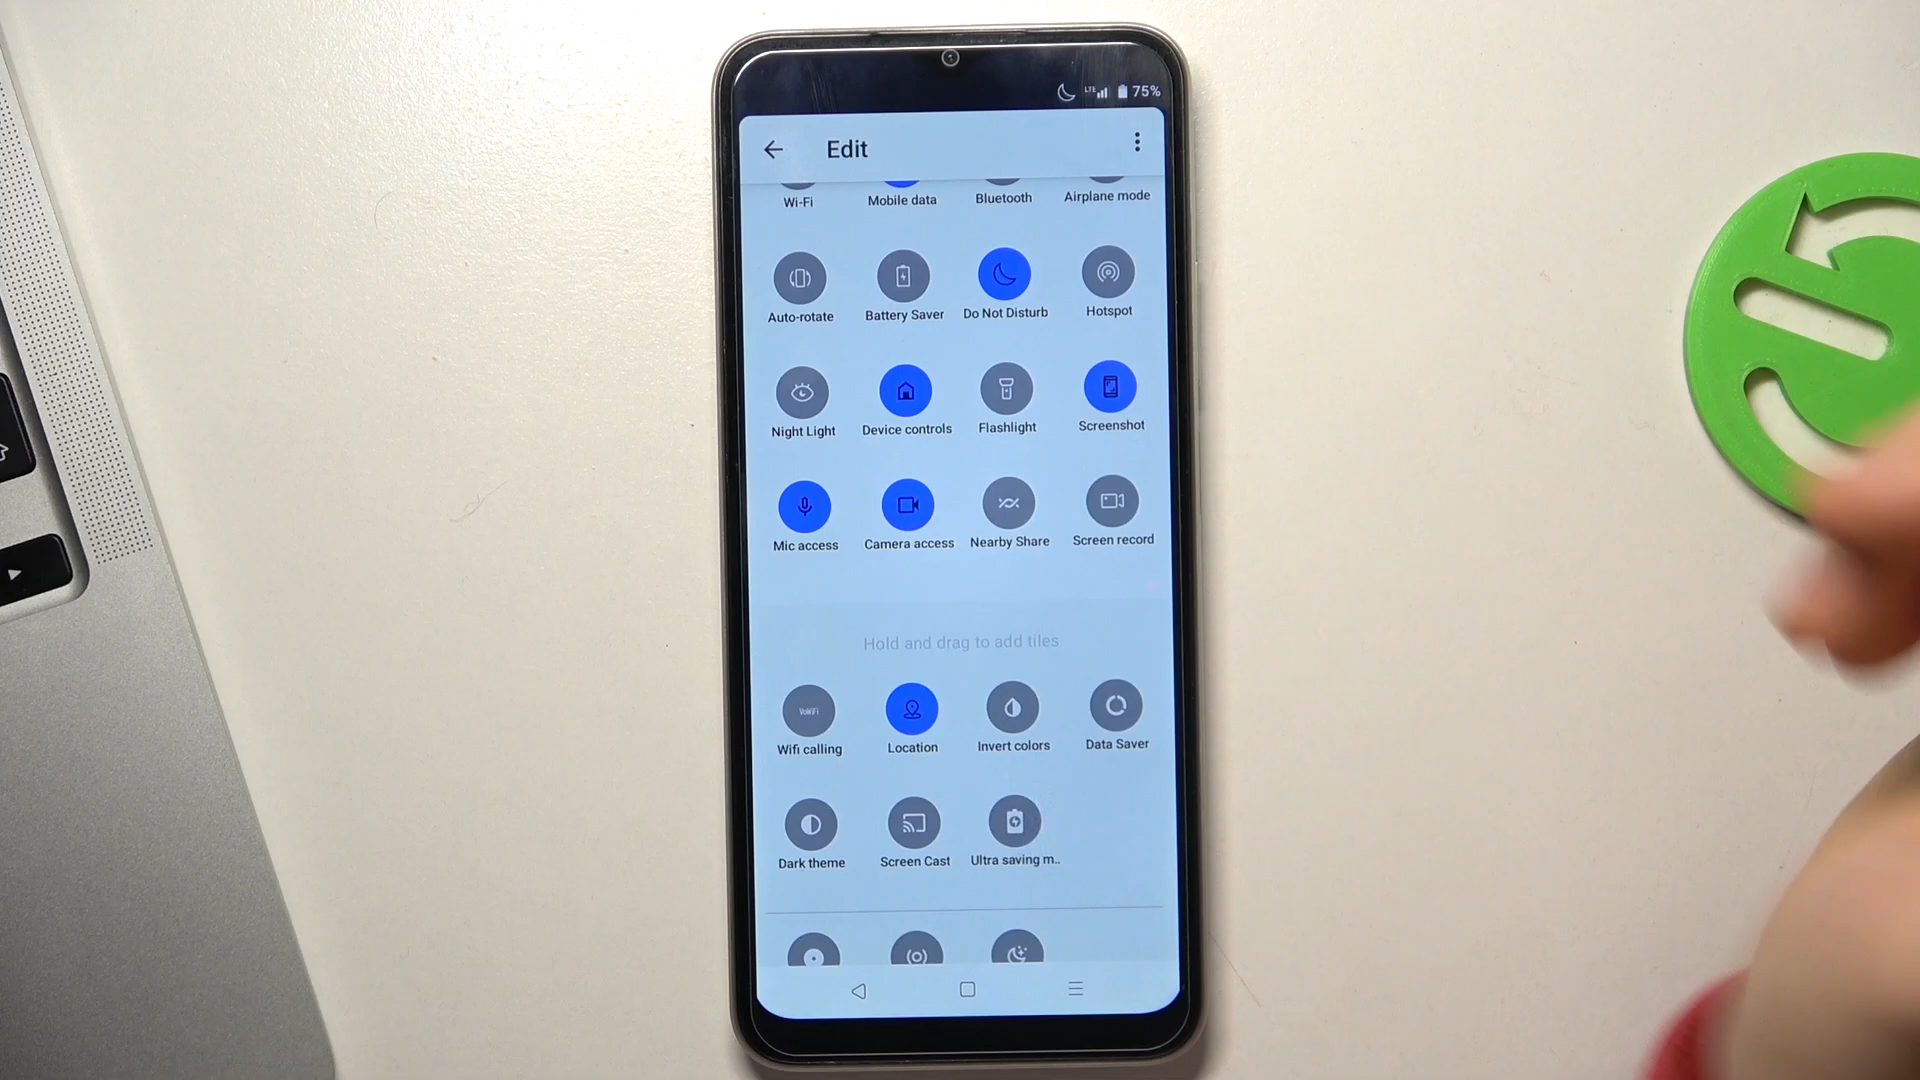 LTE 75%
Edit
Wi-Fi Mobile data Bluetooth Airplane mode
Auto-rotate Battery Saver Do Not Disturb Hotspot
Night Light Device controls Flashlight Screenshot
Mic access Camera access Nearby Share Screen record
Hold and drag to add tiles
VoWiFi
Wifi calling Location Invert colors Data Saver
Dark theme Screen Cast Ultra saving m..